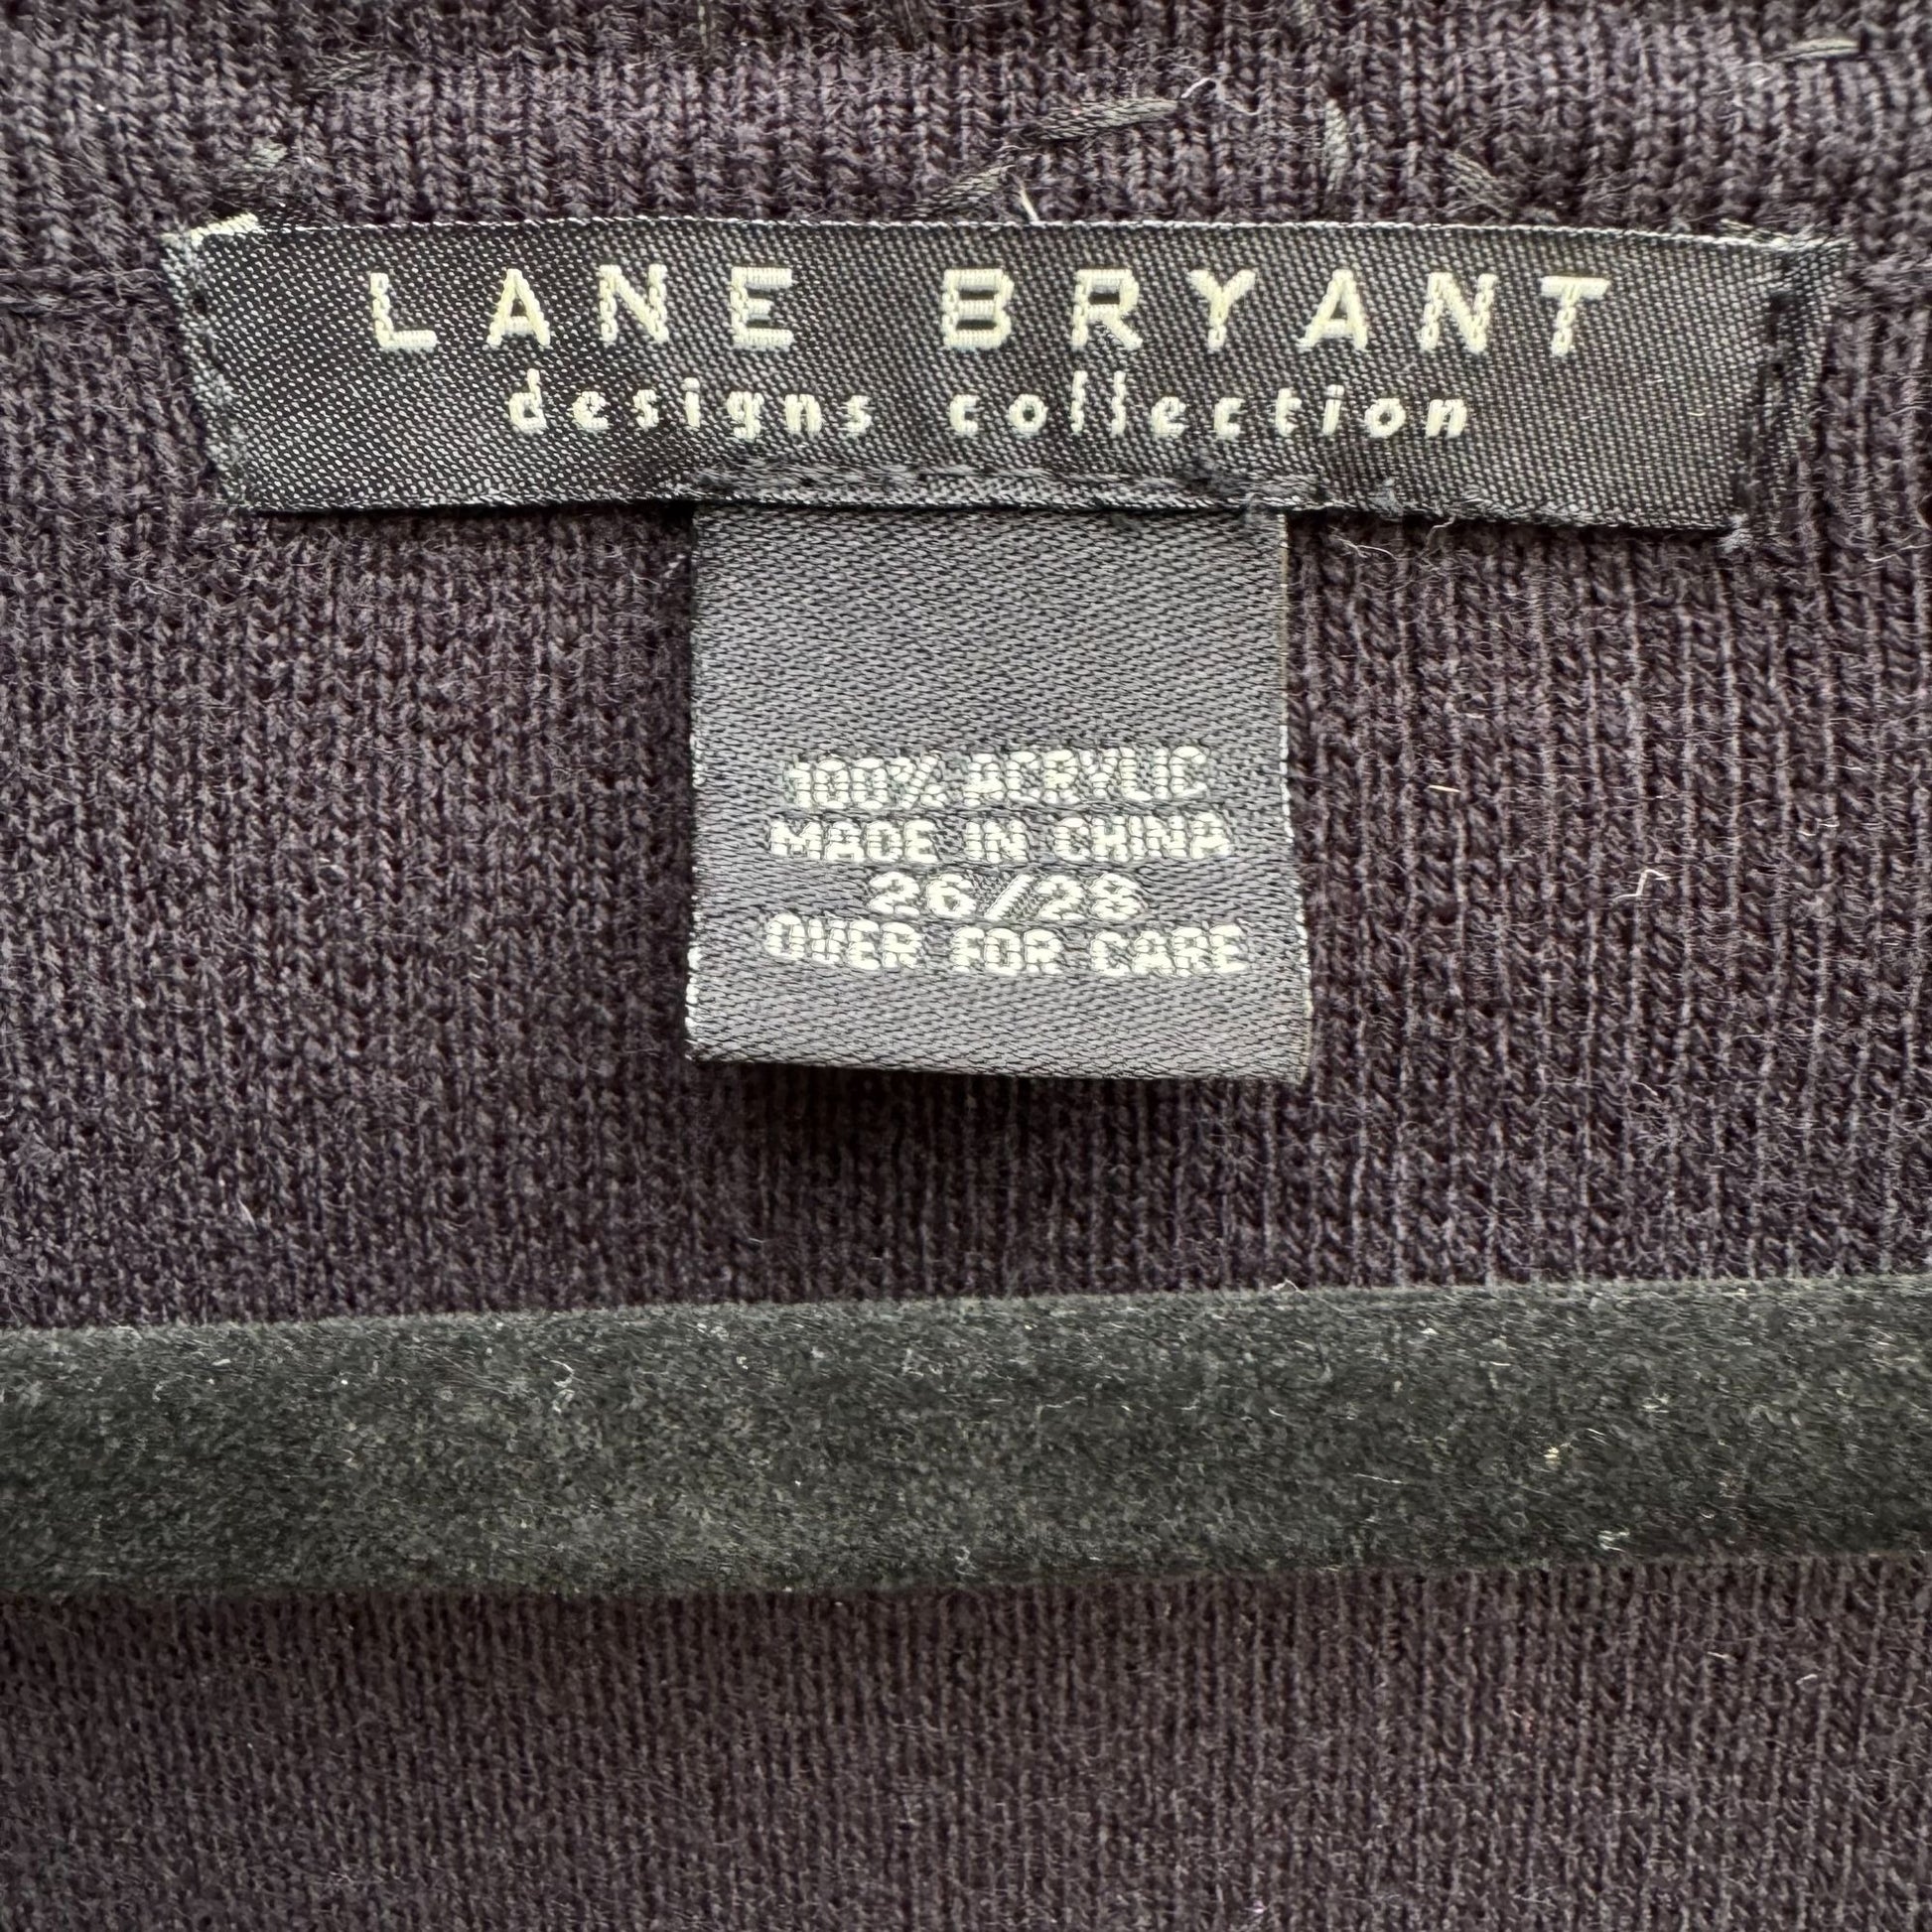 LANE BRYANT
designs collection
100% ACRYLIC
MADE IN CHINA
26/28
OVER FOR CARE